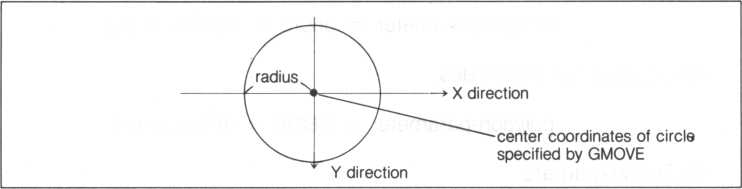 radius
X direction
center coordinates of circle
specified by GMOVE
Y direction